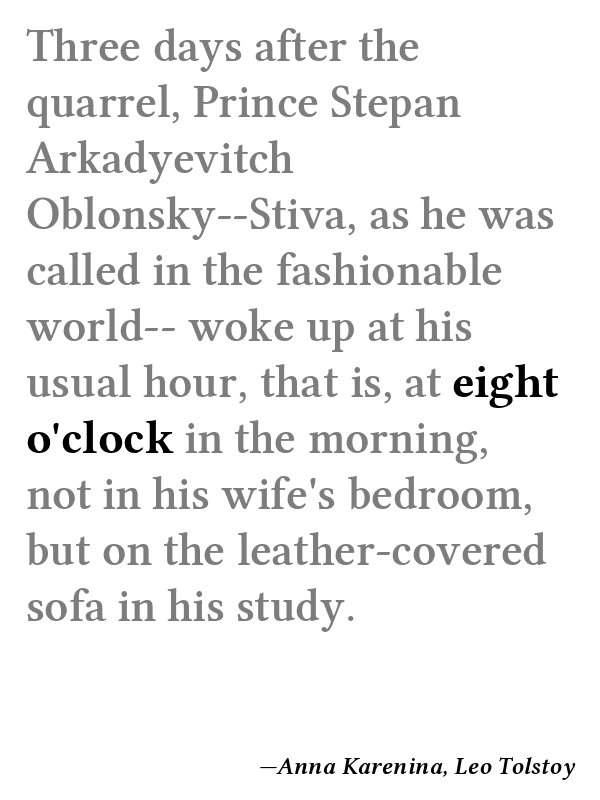 Three days after the
quarrel, Prince Stepan
Arkadyevitch
Oblonsky--Stiva, as he was
called in the fashionable
world-- woke up at his
usual hour, that is, at eight
o'clock in the morning,
not in his wife's bedroom,
but on the leather-covered
sofa in his study.
—Anna Karenina, Leo Tolstoy